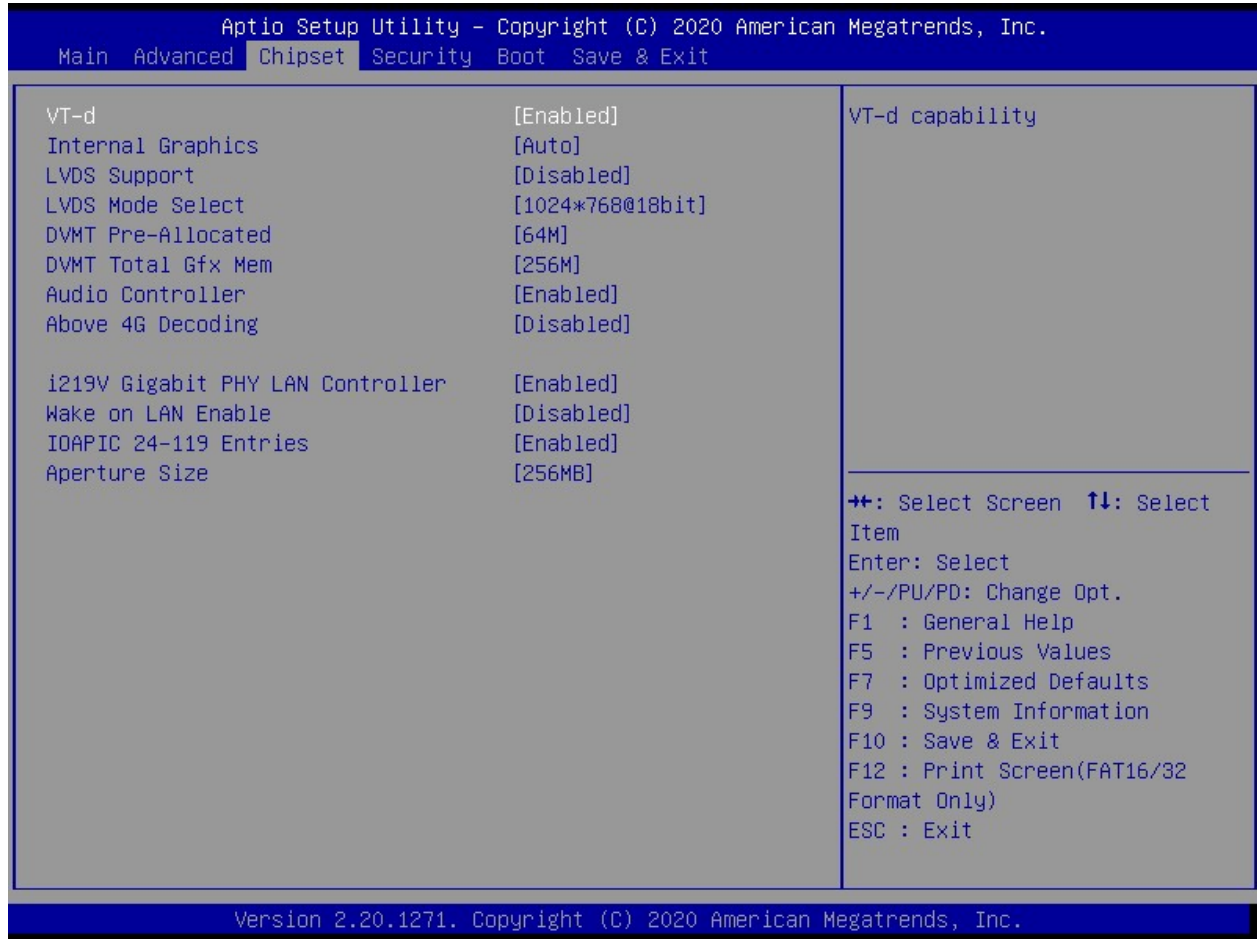 Aptio Setup Utility – Copyright (C) 2020 American Megatrends, Inc.
Main Advanced Chipset Security Boot Save & Exit
VT-d [Enabled]
Internal Graphics [Auto]
LVDS Support [Disabled]
LVDS Mode Select [1024*768@18bit]
DVMT Pre-Allocated [64M]
DVMT Total Gfx Mem [256M]
Audio Controller [Enabled]
Above 4G Decoding [Disabled]
i219V Gigabit PHY LAN Controller [Enabled]
Wake on LAN Enable [Disabled]
IOAPIC 24-119 Entries [Enabled]
Aperture Size [256MB]
VT-d capability
→←: Select Screen ↑↓: Select
Item
Enter: Select
+/-/PU/PD: Change Opt.
F1 : General Help
F5 : Previous Values
F7 : Optimized Defaults
F9 : System Information
F10 : Save & Exit
F12 : Print Screen(FAT16/32
Format Only)
ESC : Exit
Version 2.20.1271. Copyright (C) 2020 American Megatrends, Inc.